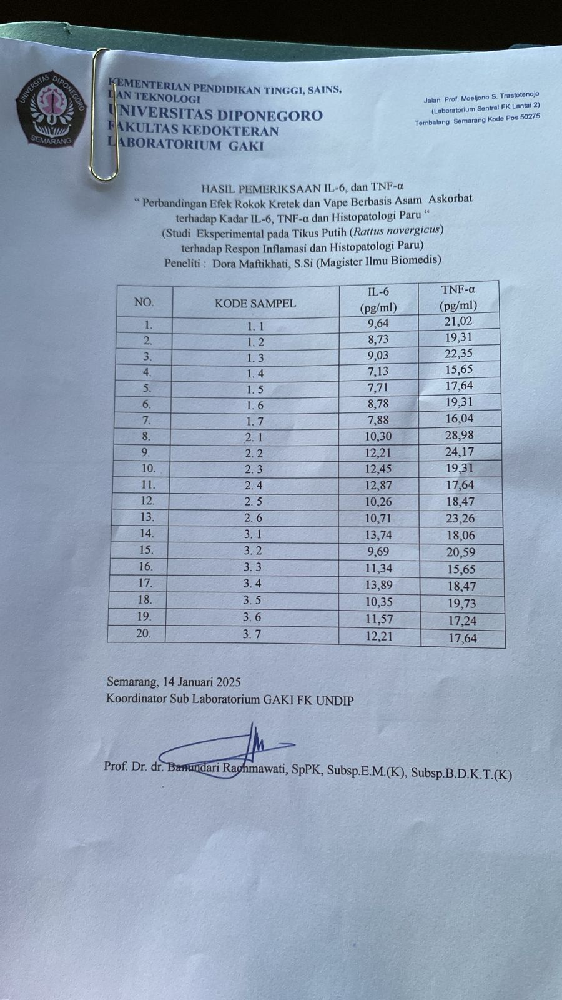 UNIVERSITAS DIPONEGORO
SEMARANG
KEMENTERIAN PENDIDIKAN TINGGI, SAINS,
DAN TEKNOLOGI
UNIVERSITAS DIPONEGORO
FAKULTAS KEDOKTERAN
LABORATORIUM GAKI
Jalan Prof. Moeljono S. Trastotenojo
(Laboratorium Sentral FK Lantai 2)
Tembalang Semarang Kode Pos 50275
HASIL PEMERIKSAAN IL-6, dan TNF-α
“ Perbandingan Efek Rokok Kretek dan Vape Berbasis Asam Askorbat
terhadap Kadar IL-6, TNF-α dan Histopatologi Paru “
(Studi Eksperimental pada Tikus Putih (Rattus novergicus)
terhadap Respon Inflamasi dan Histopatologi Paru)
Peneliti : Dora Maftikhati, S.Si (Magister Ilmu Biomedis)
NO. KODE SAMPEL IL-6 (pg/ml) TNF-α (pg/ml)
1. 1. 1 9,64 21,02
2. 1. 2 8,73 19,31
3. 1. 3 9,03 22,35
4. 1. 4 7,13 15,65
5. 1. 5 7,71 17,64
6. 1. 6 8,78 19,31
7. 1. 7 7,88 16,04
8. 2. 1 10,30 28,98
9. 2. 2 12,21 24,17
10. 2. 3 12,45 19,31
11. 2. 4 12,87 17,64
12. 2. 5 10,26 18,47
13. 2. 6 10,71 23,26
14. 3. 1 13,74 18,06
15. 3. 2 9,69 20,59
16. 3. 3 11,34 15,65
17. 3. 4 13,89 18,47
18. 3. 5 10,35 19,73
19. 3. 6 11,57 17,24
20. 3. 7 12,21 17,64
Semarang, 14 Januari 2025
Koordinator Sub Laboratorium GAKI FK UNDIP
Prof. Dr. dr. Banundari Rachmawati, SpPK, Subsp.E.M.(K), Subsp.B.D.K.T.(K)